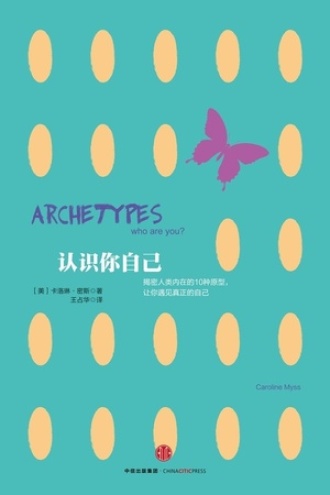 ARCHETYPES
who are you?
认识你自己
揭密人类内在的10种原型，
让你遇见真正的自己
［美］卡洛琳·密斯◎著
王占华◎译
Caroline Myss
中信出版集团·CHINACITICPRESS